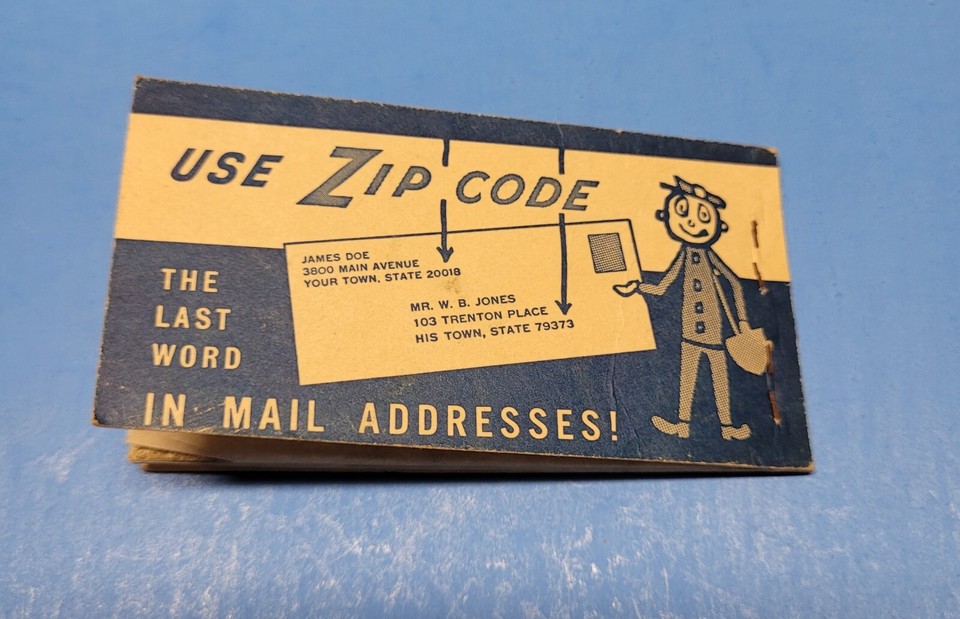 USE ZIP CODE
JAMES DOE
3800 MAIN AVENUE
YOUR TOWN, STATE 20018
MR. W. B. JONES
103 TRENTON PLACE
HIS TOWN, STATE 79373
THE
LAST
WORD
IN MAIL ADDRESSES!